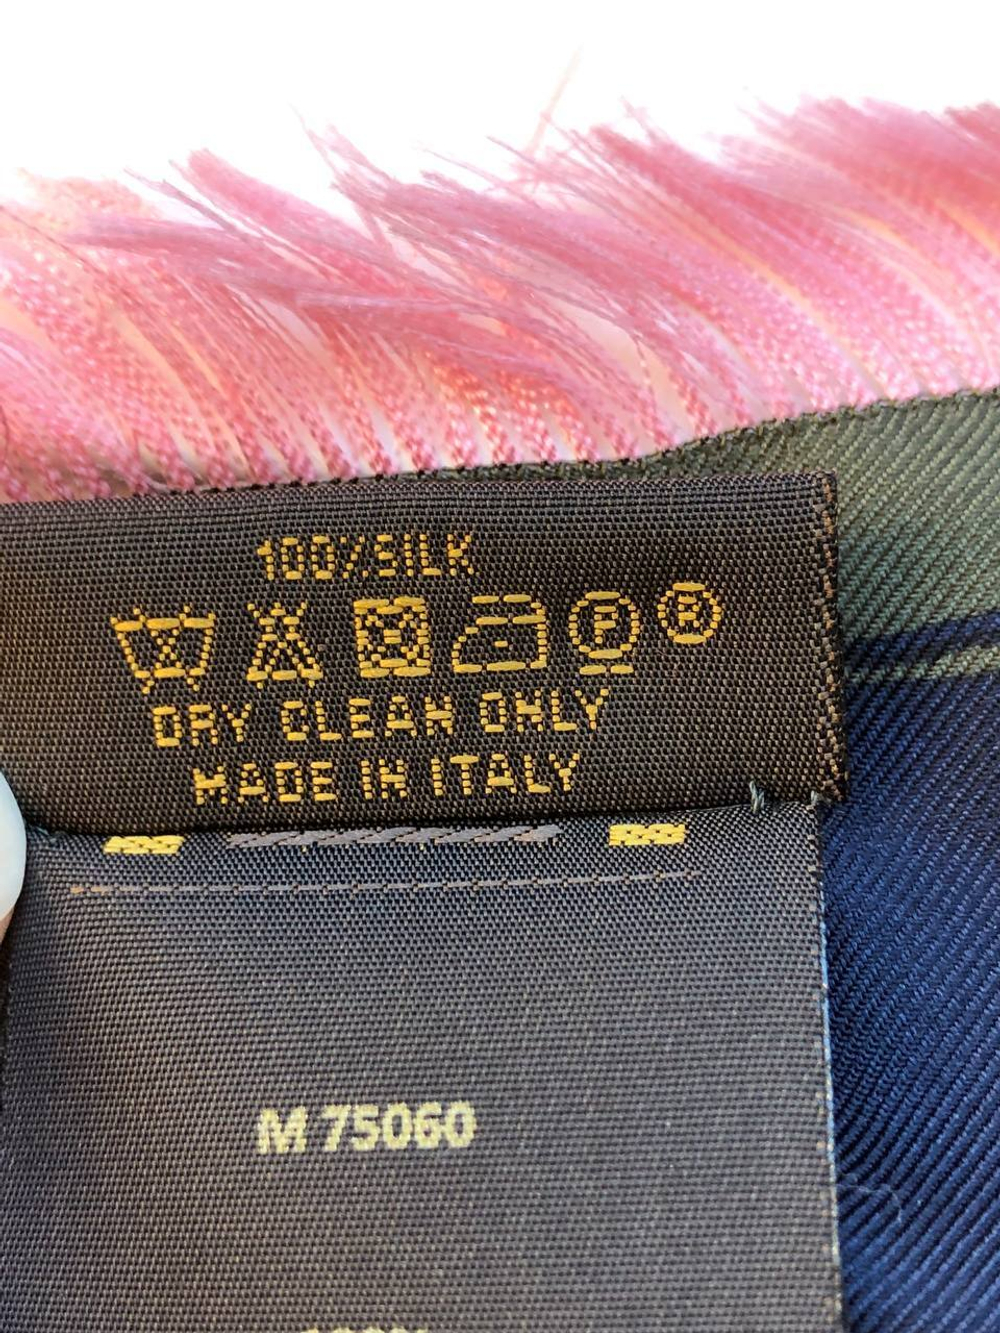 100% SILK
F R
DRY CLEAN ONLY
MADE IN ITALY
M 75060